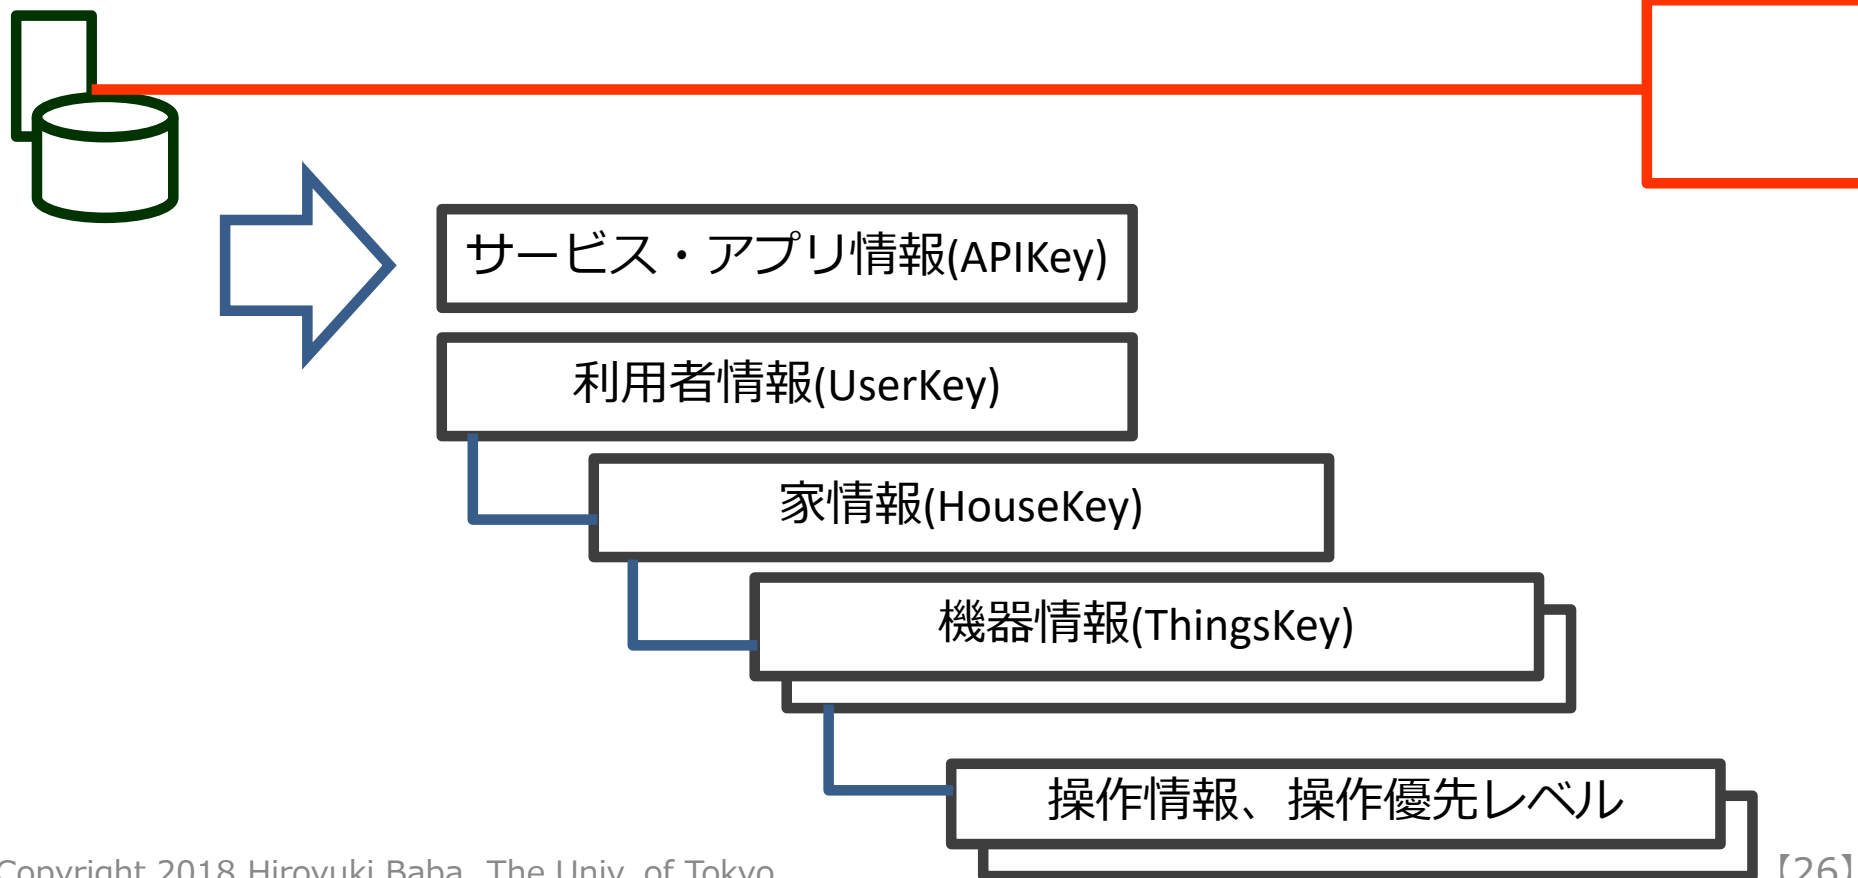 サービス・アプリ情報(APIKey)
利用者情報(UserKey)
家情報(HouseKey)
機器情報(ThingsKey)
操作情報、操作優先レベル
Copyright 2018 Hiroyuki Baba, The Univ. of Tokyo
【26】